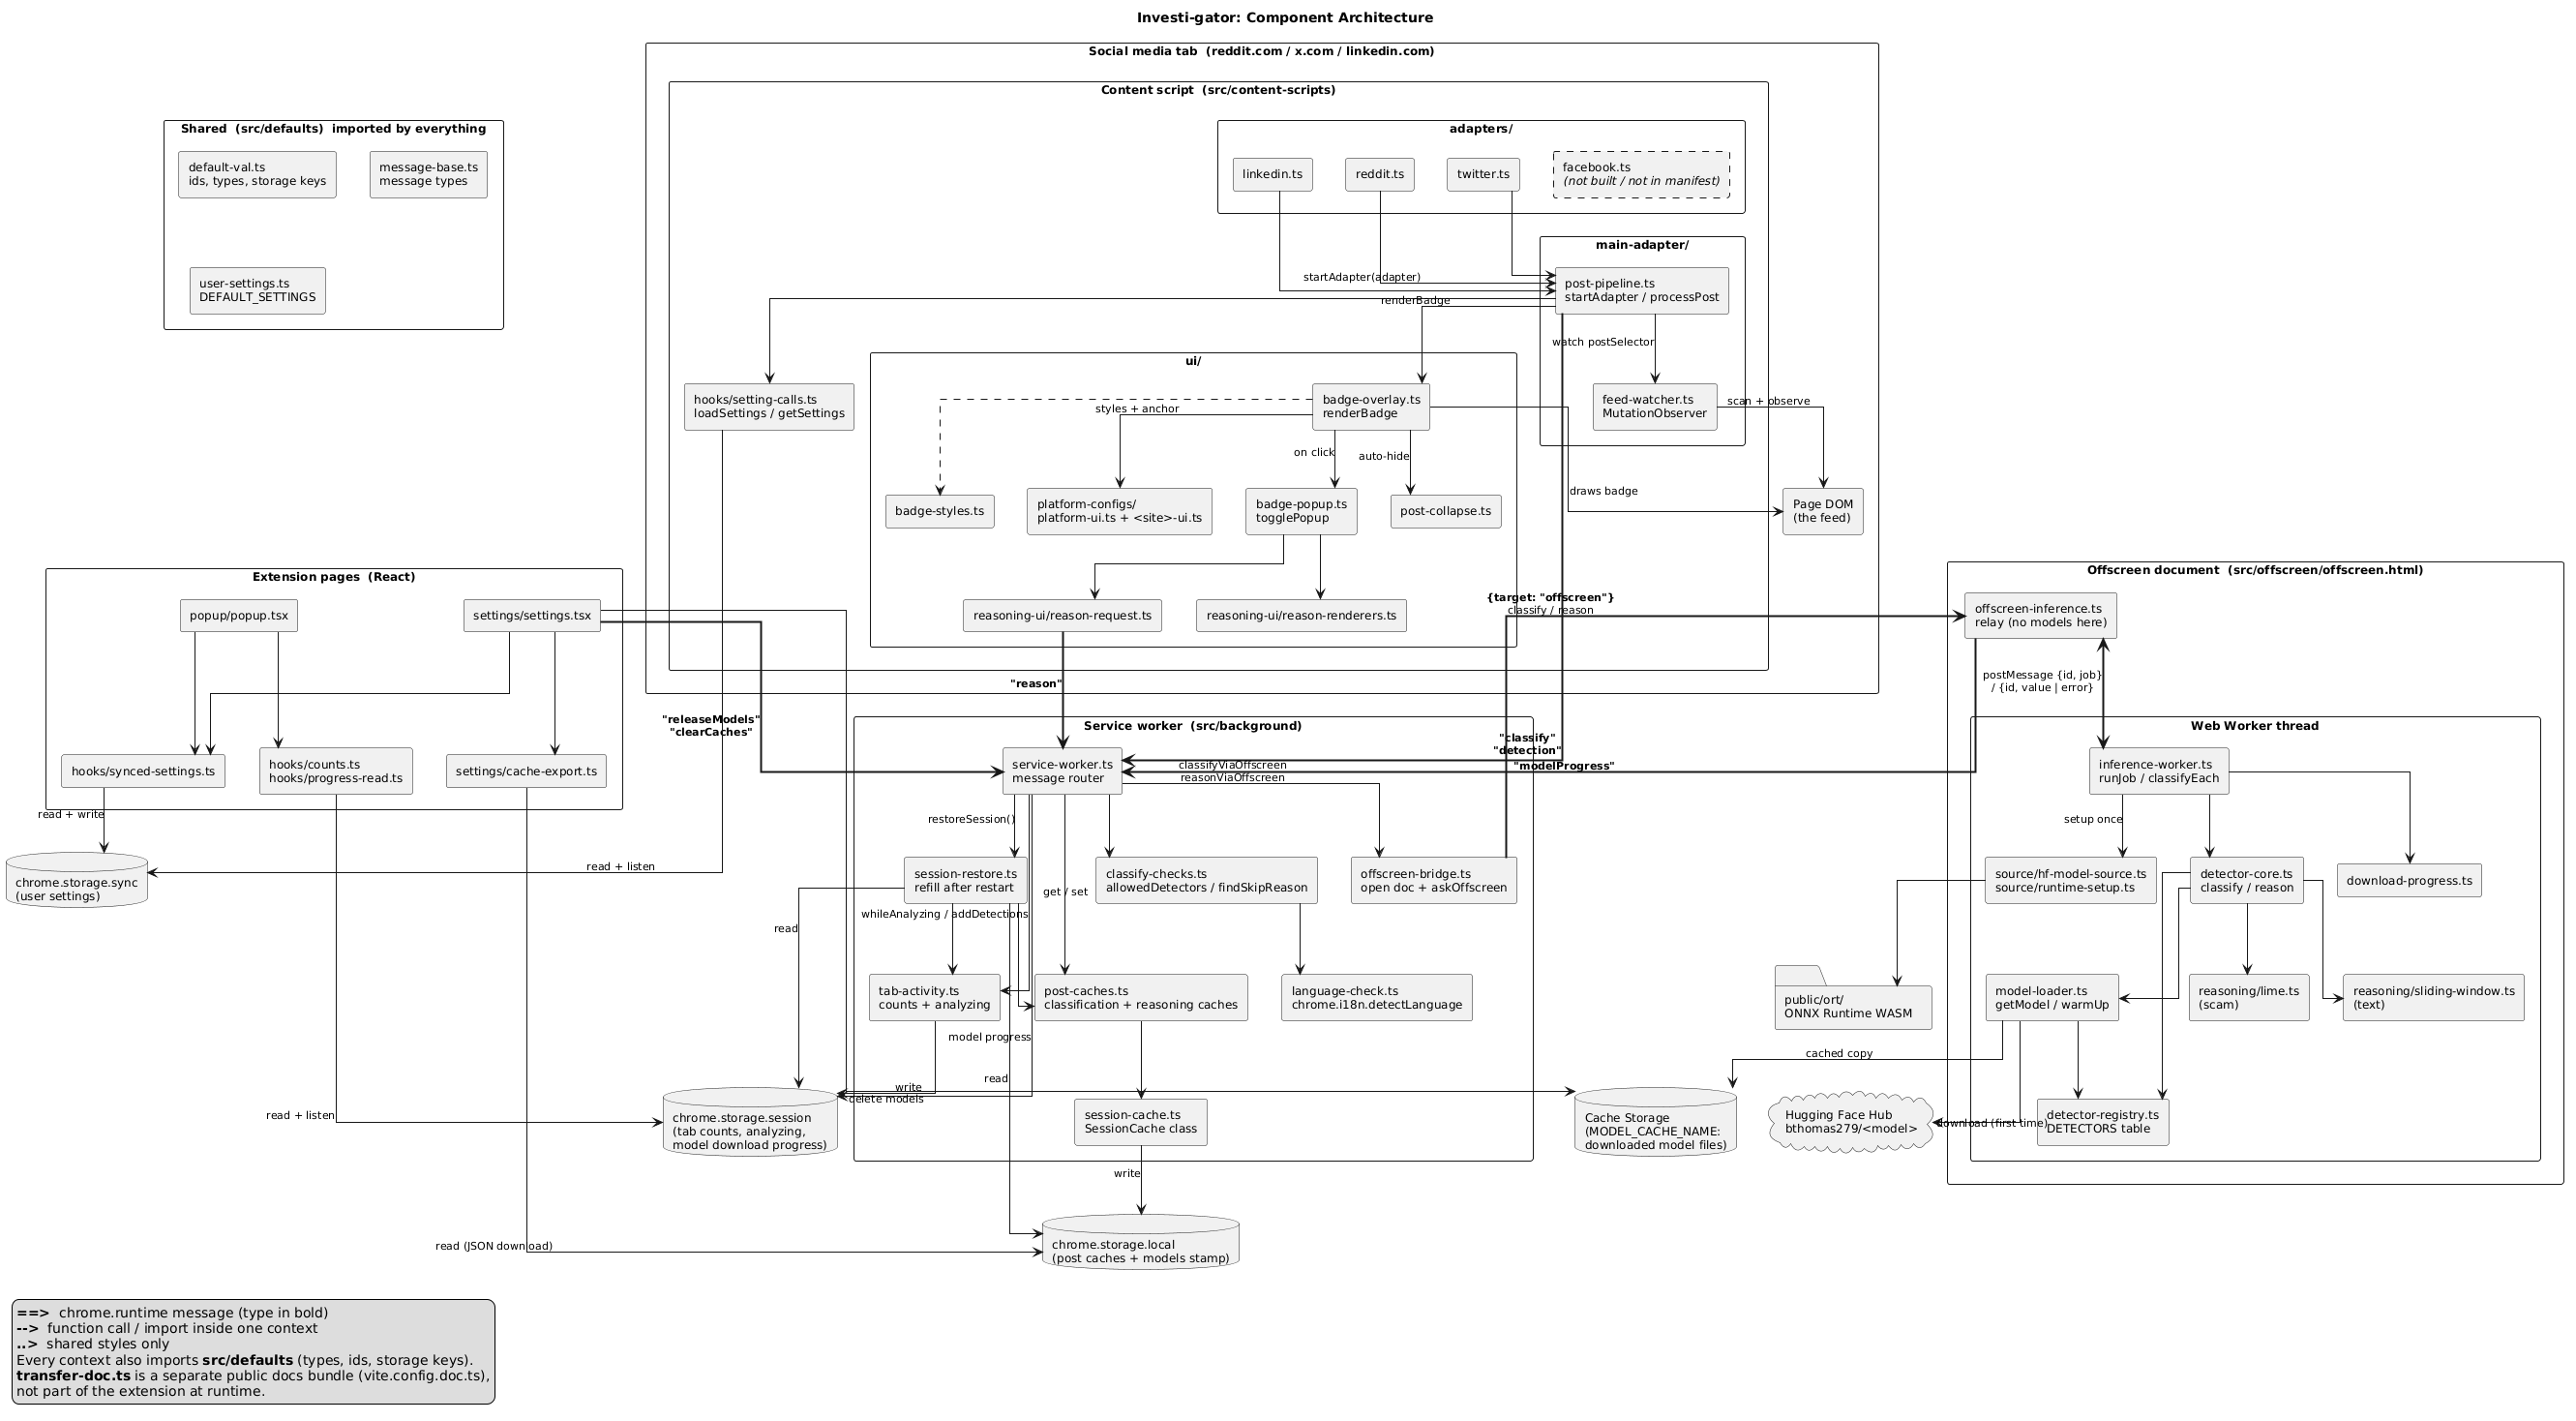 Investi-gator: Component Architecture
Social media tab  (reddit.com / x.com / linkedin.com)
Content script  (src/content-scripts)
Shared  (src/defaults)  imported by everything
default-val.ts
ids, types, storage keys
message-base.ts
message types
user-settings.ts
DEFAULT_SETTINGS
adapters/
linkedin.ts
reddit.ts
twitter.ts
facebook.ts
(not built / not in manifest)
main-adapter/
post-pipeline.ts
startAdapter / processPost
startAdapter(adapter)
renderBadge
watch postSelector
feed-watcher.ts
MutationObserver
scan + observe
ui/
hooks/setting-calls.ts
loadSettings / getSettings
badge-overlay.ts
renderBadge
styles + anchor
on click
auto-hide
draws badge
badge-styles.ts
platform-configs/
platform-ui.ts + <site>-ui.ts
badge-popup.ts
togglePopup
post-collapse.ts
Page DOM
(the feed)
reasoning-ui/reason-request.ts
reasoning-ui/reason-renderers.ts
Extension pages  (React)
popup/popup.tsx
settings/settings.tsx
hooks/synced-settings.ts
hooks/counts.ts
hooks/progress-read.ts
settings/cache-export.ts
Offscreen document  (src/offscreen/offscreen.html)
{target: "offscreen"}
classify / reason
offscreen-inference.ts
relay (no models here)
postMessage {id, job}
/ {id, value | error}
"reason"
"releaseModels"
"clearCaches"
Service worker  (src/background)
service-worker.ts
message router
"classify"
"detection"
"modelProgress"
classifyViaOffscreen
reasonViaOffscreen
Web Worker thread
inference-worker.ts
runJob / classifyEach
setup once
read + write
chrome.storage.sync
(user settings)
read + listen
restoreSession()
session-restore.ts
refill after restart
classify-checks.ts
allowedDetectors / findSkipReason
offscreen-bridge.ts
open doc + askOffscreen
source/hf-model-source.ts
source/runtime-setup.ts
detector-core.ts
classify / reason
download-progress.ts
get / set
whileAnalyzing / addDetections
read
tab-activity.ts
counts + analyzing
post-caches.ts
classification + reasoning caches
language-check.ts
chrome.i18n.detectLanguage
public/ort/
ONNX Runtime WASM
model-loader.ts
getModel / warmUp
reasoning/lime.ts
(scam)
reasoning/sliding-window.ts
(text)
model progress
cached copy
read
write
delete models
read + listen
chrome.storage.session
(tab counts, analyzing,
model download progress)
session-cache.ts
SessionCache class
Cache Storage
(MODEL_CACHE_NAME:
downloaded model files)
Hugging Face Hub
bthomas279/<model>
download (first time)
detector-registry.ts
DETECTORS table
write
read (JSON download)
chrome.storage.local
(post caches + models stamp)
==>  chrome.runtime message (type in bold)
-->  function call / import inside one context
..>  shared styles only
Every context also imports src/defaults (types, ids, storage keys).
transfer-doc.ts is a separate public docs bundle (vite.config.doc.ts),
not part of the extension at runtime.